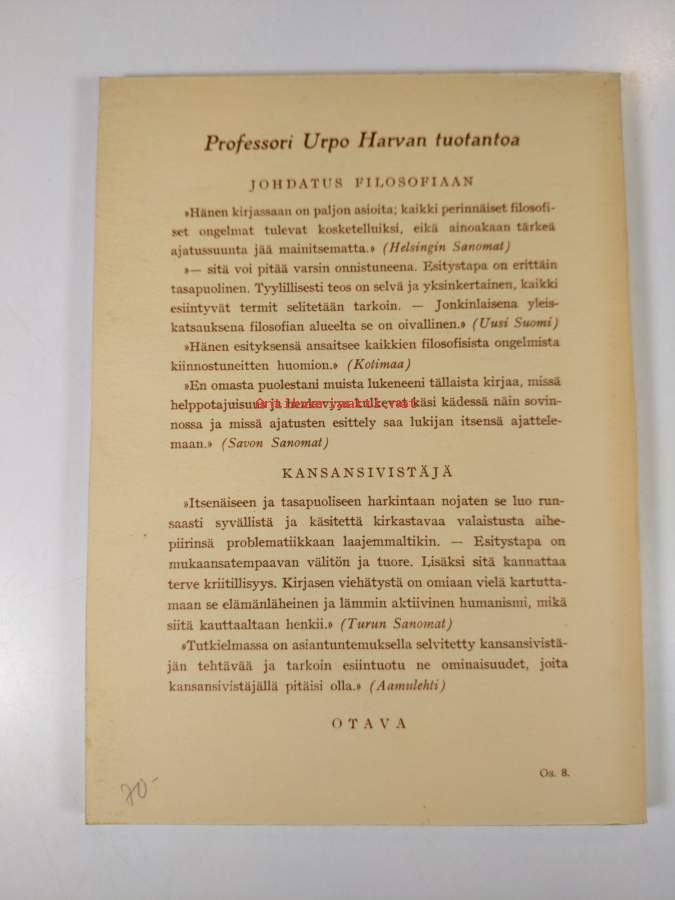 Professori Urpo Harvan tuotantoa
JOHDATUS FILOSOFIAAN
»Hänen kirjassaan on paljon asioita; kaikki perinnäiset filosofi-
set ongelmat tulevat kosketelluiksi, eikä ainoakaan tärkeä
ajatussuunta jää mainitsematta.» (Helsingin Sanomat)
»— sitä voi pitää varsin onnistuneena. Esitystapa on erittäin
tasapuolinen. Tyylillisesti teos on selvä ja yksinkertainen, kaikki
esiintyvät termit selitetään tarkoin. — Jonkinlaisena yleis-
katsauksena filosofian alueelta se on oivallinen.» (Uusi Suomi)
»Hänen esityksensä ansaitsee kaikkien filosofisista ongelmista
kiinnostuneitten huomion.» (Kotimaa)
»En omasta puolestani muista lukeneeni tällaista kirjaa, missä
helppotajuisuus ja henkevyys kulkevat käsi kädessä näin sovin-
nossa ja missä ajatusten esittely saa lukijan itsensä ajattele-
maan.» (Savon Sanomat)
KANSANSIVISTÄJÄ
»Itsenäiseen ja tasapuoliseen harkintaan nojaten se luo run-
saasti syvällistä ja käsitettä kirkastavaa valaistusta aihe-
piirinsä problematiikkaan laajemmaltikin. — Esitystapa on
mukaansatempaavan välitön ja tuore. Lisäksi sitä kannattaa
terve kriitillisyys. Kirjasen viehätystä on omiaan vielä kartutta-
maan se elämänläheinen ja lämmin aktiivinen humanismi, mikä
siitä kauttaaltaan henkii.» (Turun Sanomat)
»Tutkielmassa on asiantuntemuksella selvitetty kansansivistä-
jän tehtävää ja tarkoin esiintuotu ne ominaisuudet, joita
kansansivistäjällä pitäisi olla.» (Aamulehti)
OTAVA
Os. 8.
70-